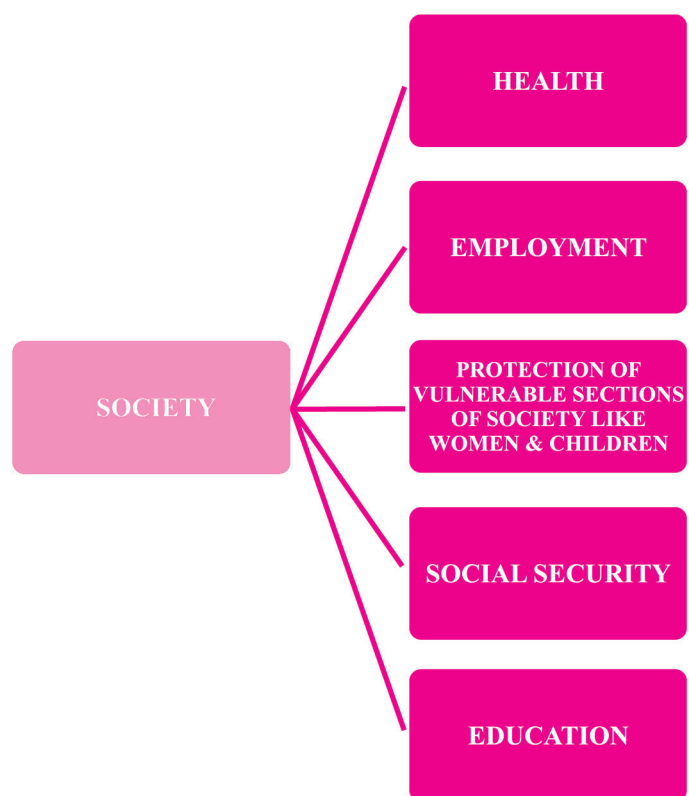 HEALTH
EMPLOYMENT
SOCIETY
PROTECTION OF
VULNERABLE SECTIONS
OF SOCIETY LIKE
WOMEN & CHILDREN
SOCIAL SECURITY
EDUCATION